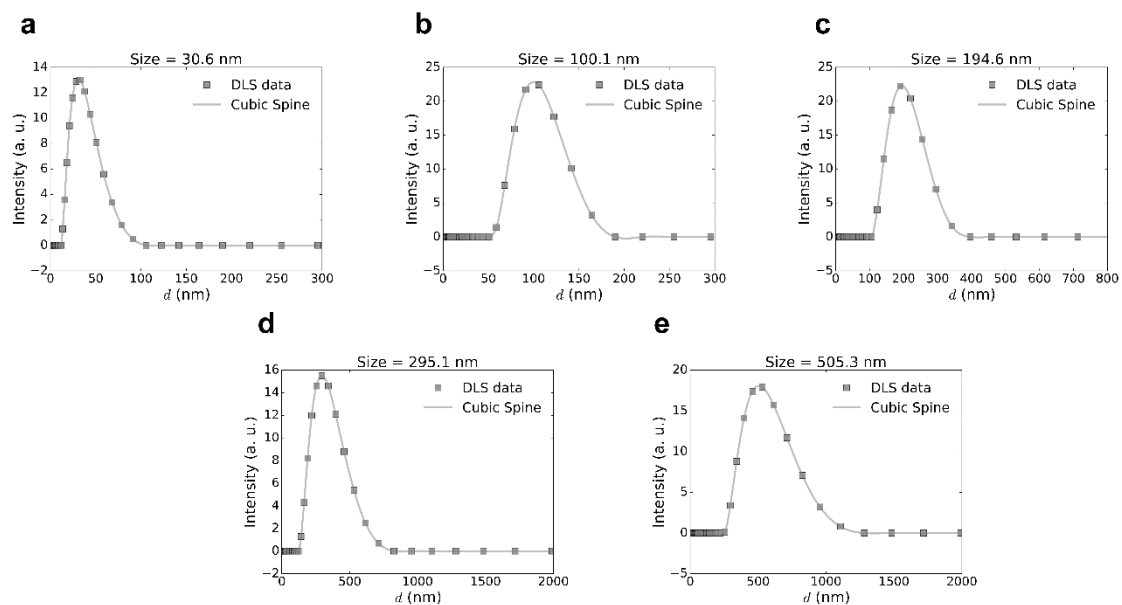 a
Size = 30.6 nm
14
12
10
8
6
4
2
0
−2
Intensity (a. u.)
DLS data
Cubic Spine
0 50 100 150 200 250 300
d (nm)
b
Size = 100.1 nm
25
20
15
10
5
0
−5
Intensity (a. u.)
DLS data
Cubic Spine
0 50 100 150 200 250 300
d (nm)
c
Size = 194.6 nm
25
20
15
10
5
0
−5
Intensity (a. u.)
DLS data
Cubic Spine
0 100 200 300 400 500 600 700 800
d (nm)
d
Size = 295.1 nm
16
14
12
10
8
6
4
2
0
−2
Intensity (a. u.)
DLS data
Cubic Spine
0 500 1000 1500 2000
d (nm)
e
Size = 505.3 nm
20
15
10
5
0
−5
Intensity (a. u.)
DLS data
Cubic Spine
0 500 1000 1500 2000
d (nm)